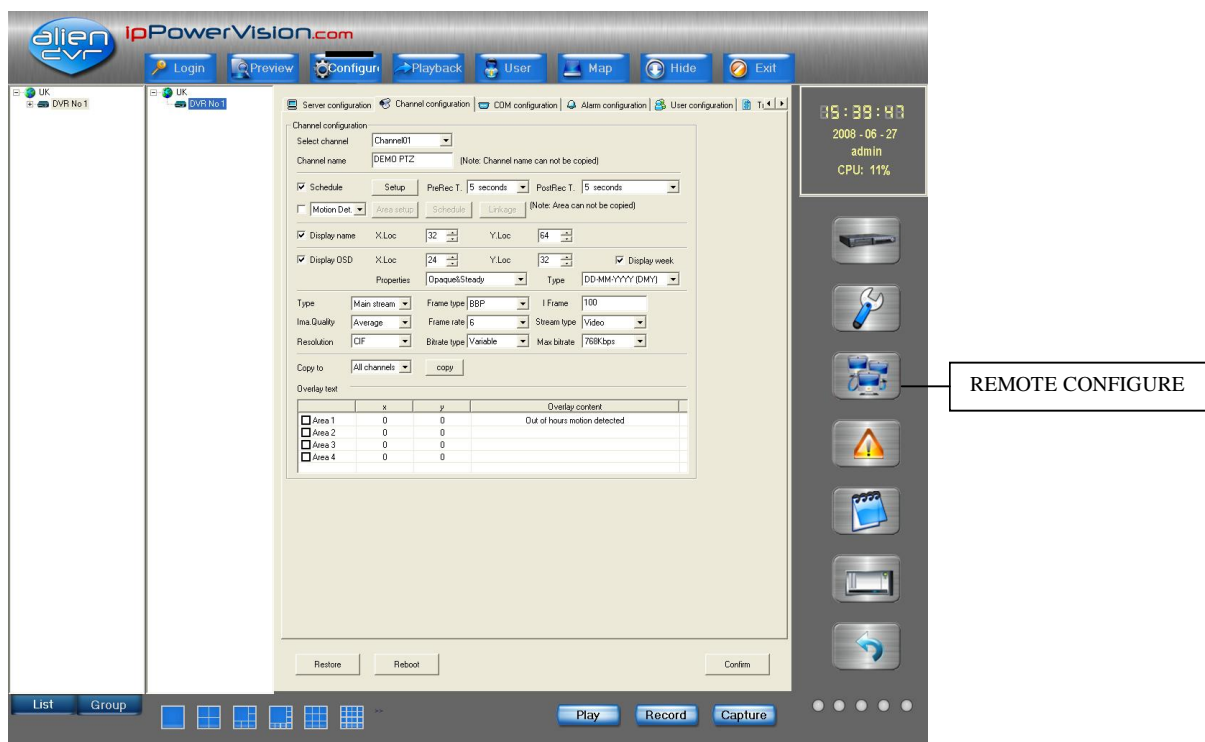 alien dvr
ipPowerVision.com
Login Preview Configur Playback User Map Hide Exit
UK
DVR No 1
UK
DVR No 1
Server configuration Channel configuration COM configuration Alarm configuration User configuration
15:39:47
2008 - 06 - 27
admin
CPU: 11%
Channel configuration
Select channel Channel01
Channel name DEMO PTZ (Note: Channel name can not be copied)
Schedule Setup PreRec T. 5 seconds PostRec T. 5 seconds
Motion Det. Area setup Schedule Linkage (Note: Area can not be copied)
Display name X.Loc 32 Y.Loc 64
Display OSD X.Loc 24 Y.Loc 32 Display week
Properties Opaque&Steady Type DD-MM-YYYY (DMY)
Type Main stream Frame type BBP I Frame 100
Ima.Quality Average Frame rate 6 Stream type Video
Resolution CIF Bitrate type Variable Max bitrate 768Kbps
Copy to All channels copy
Overlay text
x y Overlay content
Area 1 0 0 Out of hours motion detected
Area 2 0 0
Area 3 0 0
Area 4 0 0
REMOTE CONFIGURE
Restore Reboot Confirm
List Group
>>
Play Record Capture